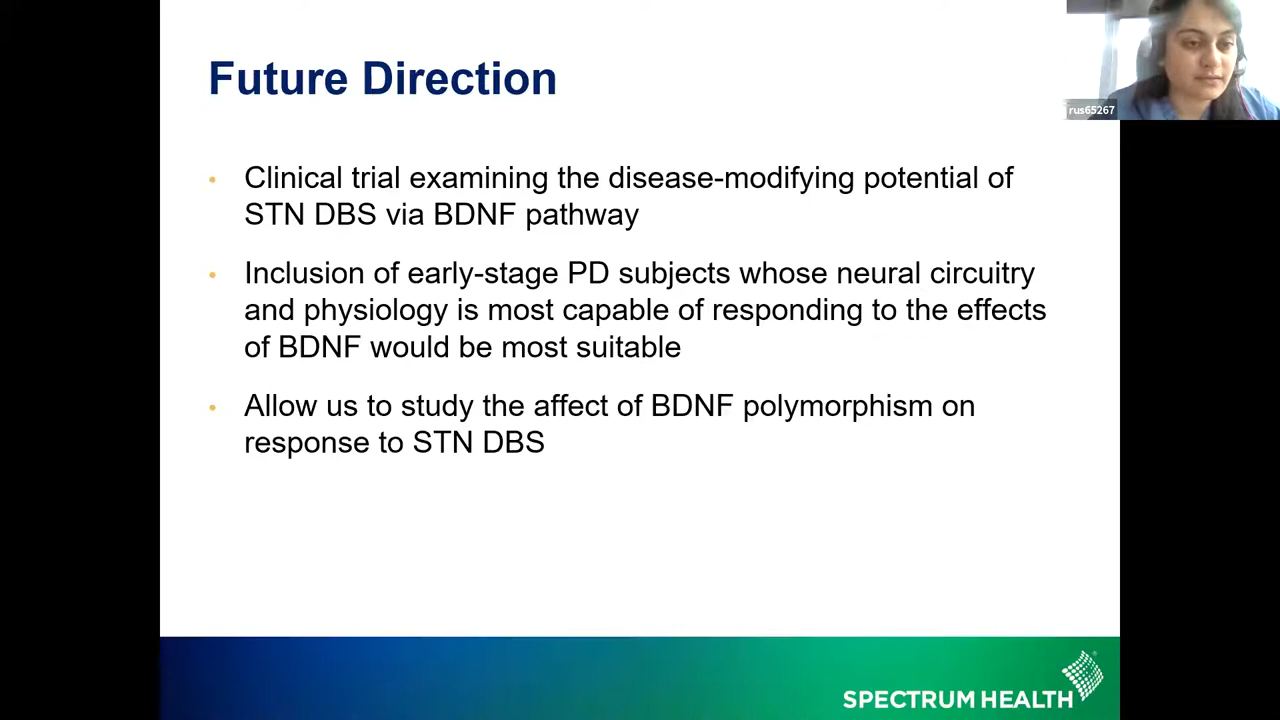 Future Direction
rus65267
• Clinical trial examining the disease-modifying potential of
STN DBS via BDNF pathway
• Inclusion of early-stage PD subjects whose neural circuitry
and physiology is most capable of responding to the effects
of BDNF would be most suitable
• Allow us to study the affect of BDNF polymorphism on
response to STN DBS
SPECTRUM HEALTH